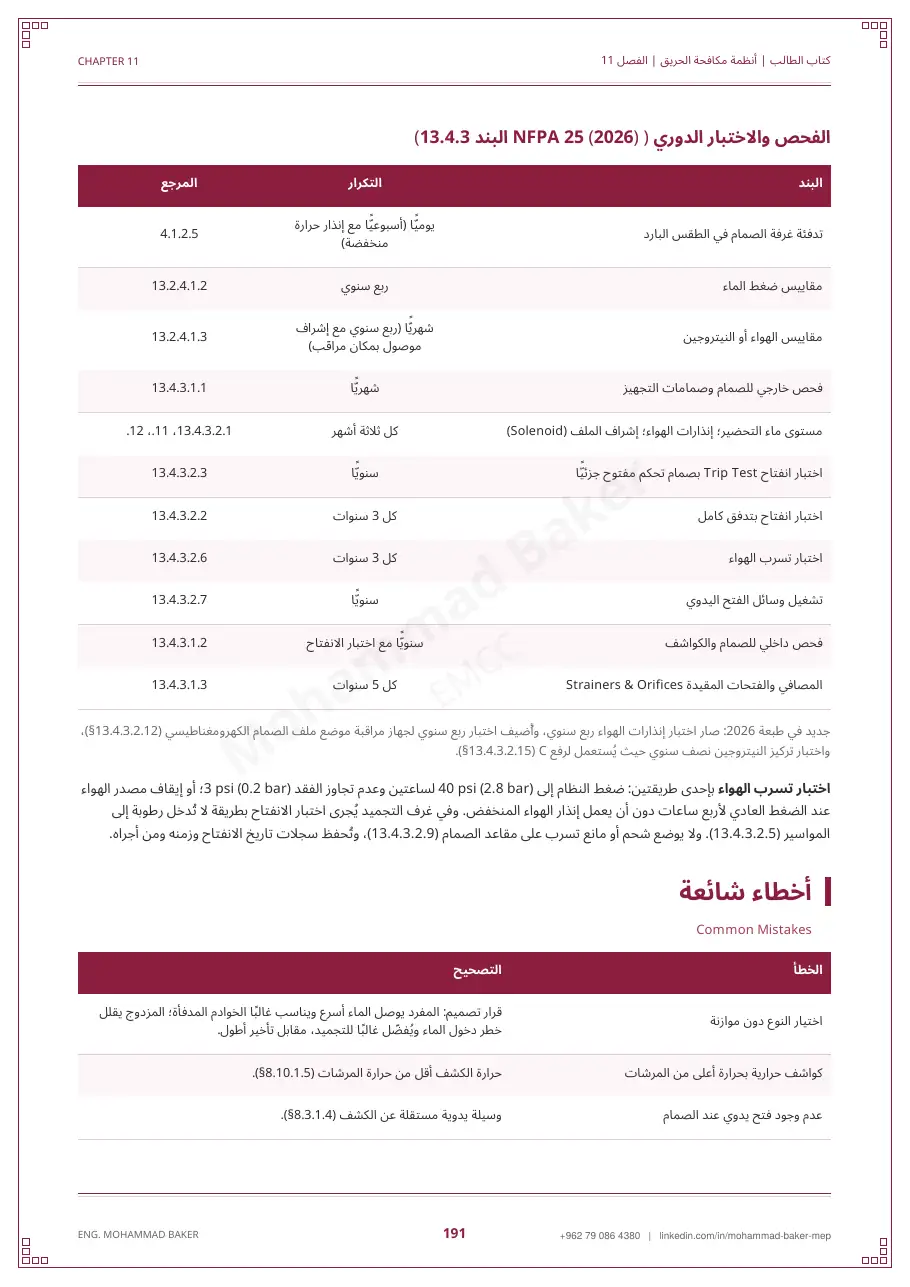 كتاب الطالب | أنظمة مكافحة الحريق | الفصل 11
CHAPTER 11
الفحص والاختبار الدوري ( NFPA 25 (2026) البند 13.4.3)
البند | التكرار | المرجع
تدفئة غرفة الصمام في الطقس البارد | يوميًّا (أسبوعيًّا مع إنذار حرارة منخفضة) | 4.1.2.5
مقاييس ضغط الماء | ربع سنوي | 13.2.4.1.2
مقاييس الهواء أو النيتروجين | شهريًّا (ربع سنوي مع إشراف موصول بمكان مراقب) | 13.2.4.1.3
فحص خارجي للصمام وصمامات التجهيز | شهريًّا | 13.4.3.1.1
مستوى ماء التحضير؛ إنذارات الهواء؛ إشراف الملف (Solenoid) | كل ثلاثة أشهر | 13.4.3.2.1، 11.، 12.
اختبار انفتاح Trip Test بصمام تحكم مفتوح جزئيًّا | سنويًّا | 13.4.3.2.3
اختبار انفتاح بتدفق كامل | كل 3 سنوات | 13.4.3.2.2
اختبار تسرب الهواء | كل 3 سنوات | 13.4.3.2.6
تشغيل وسائل الفتح اليدوي | سنويًّا | 13.4.3.2.7
فحص داخلي للصمام والكواشف | سنويًّا مع اختبار الانفتاح | 13.4.3.1.2
المصافي والفتحات المقيدة Strainers & Orifices | كل 5 سنوات | 13.4.3.1.3
جديد في طبعة 2026: صار اختبار إنذارات الهواء ربع سنوي، وأُضيف اختبار ربع سنوي لجهاز مراقبة موضع ملف الصمام الكهرومغناطيسي (13.4.3.2.12§)،
واختبار تركيز النيتروجين نصف سنوي حيث يُستعمل لرفع C (13.4.3.2.15§).
اختبار تسرب الهواء بإحدى طريقتين: ضغط النظام إلى 40 psi (2.8 bar) لساعتين وعدم تجاوز الفقد 3 psi (0.2 bar)؛ أو إيقاف مصدر الهواء
عند الضغط العادي لأربع ساعات دون أن يعمل إنذار الهواء المنخفض. وفي غرف التجميد يُجرى اختبار الانفتاح بطريقة لا تُدخل رطوبة إلى
المواسير (13.4.3.2.5). ولا يوضع شحم أو مانع تسرب على مقاعد الصمام (13.4.3.2.9)، وتُحفظ سجلات تاريخ الانفتاح وزمنه ومن أجراه.
أخطاء شائعة
Common Mistakes
الخطأ | التصحيح
اختيار النوع دون موازنة | قرار تصميم: المفرد يوصل الماء أسرع ويناسب غالبًا الخوادم المدفأة؛ المزدوج يقلل خطر دخول الماء ويُفضّل غالبًا للتجميد، مقابل تأخير أطول.
كواشف حرارية بحرارة أعلى من المرشات | حرارة الكشف أقل من حرارة المرشات (8.10.1.5§).
عدم وجود فتح يدوي عند الصمام | وسيلة يدوية مستقلة عن الكشف (8.3.1.4§).
Mohammad Baker
EMCC
ENG. MOHAMMAD BAKER
191
+962 79 086 4380 | linkedin.com/in/mohammad-baker-mep